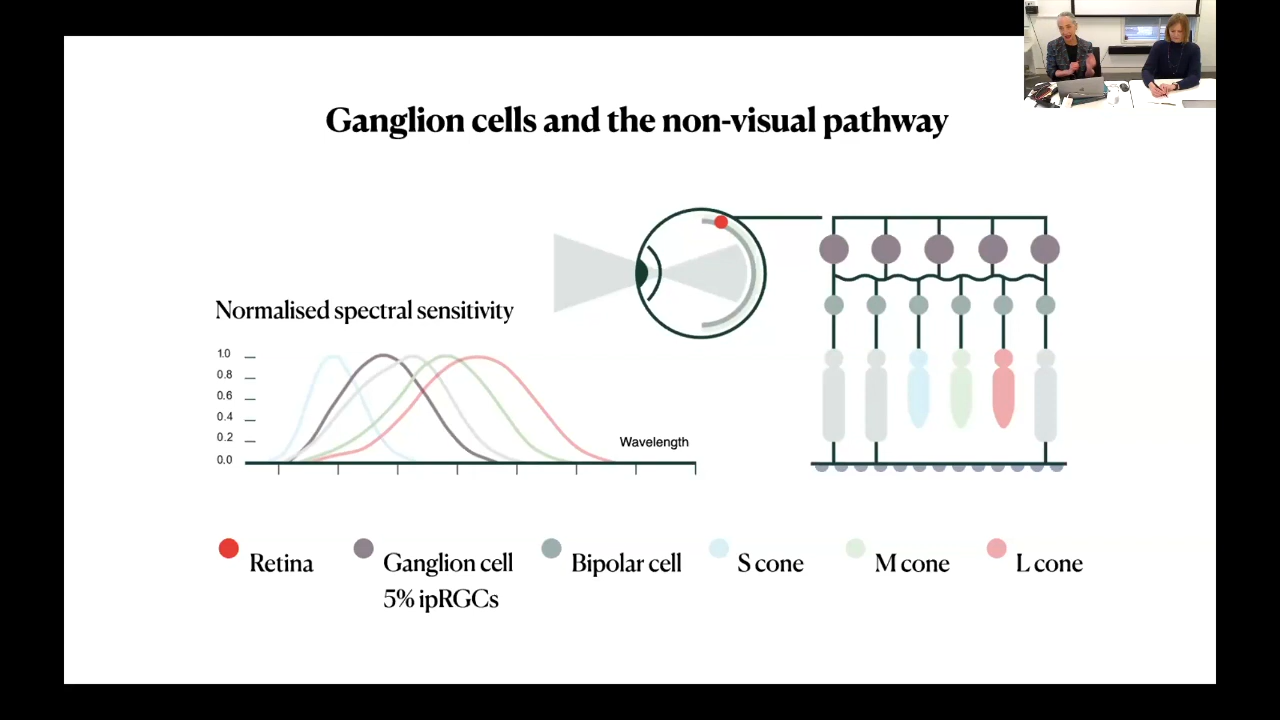 Ganglion cells and the non-visual pathway
Normalised spectral sensitivity
1.0
0.8
0.6
0.4
0.2
0.0
Wavelength
Retina
Ganglion cell
5% ipRGCs
Bipolar cell
S cone
M cone
L cone